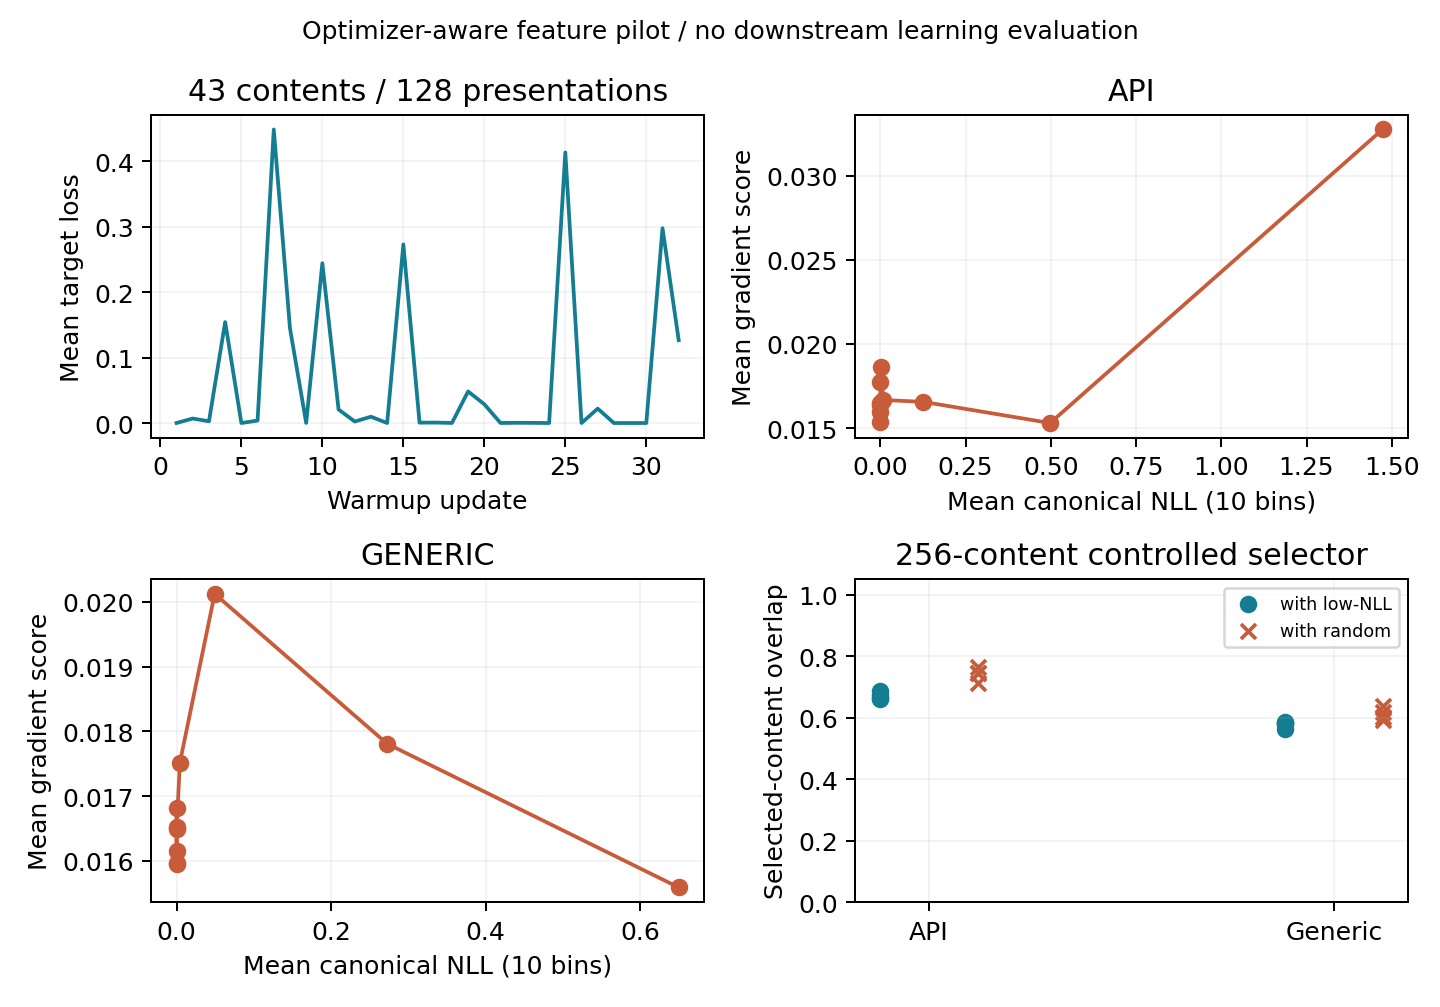 Optimizer-aware feature pilot / no downstream learning evaluation
43 contents / 128 presentations
Mean target loss
0.4
0.3
0.2
0.1
0.0
0 5 10 15 20 25 30
Warmup update
API
Mean gradient score
0.030
0.025
0.020
0.015
0.00 0.25 0.50 0.75 1.00 1.25 1.50
Mean canonical NLL (10 bins)
GENERIC
Mean gradient score
0.020
0.019
0.018
0.017
0.016
0.0 0.2 0.4 0.6
Mean canonical NLL (10 bins)
256-content controlled selector
Selected-content overlap
1.0
0.8
0.6
0.4
0.2
0.0
with low-NLL
with random
API Generic